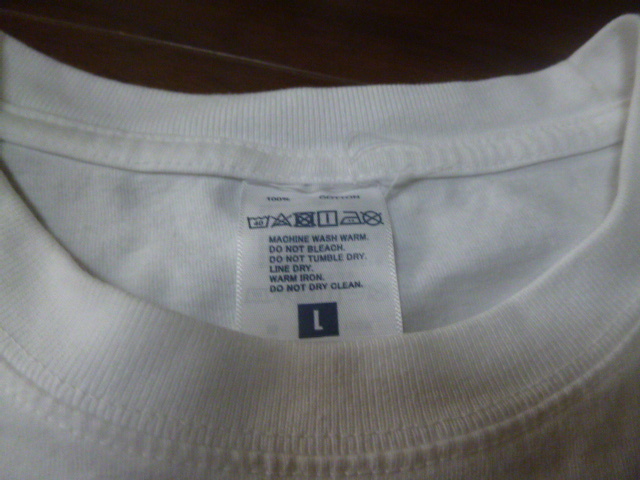 100% COTTON
40
MACHINE WASH WARM.
DO NOT BLEACH.
DO NOT TUMBLE DRY.
LINE DRY.
WARM IRON.
DO NOT DRY CLEAN.
L